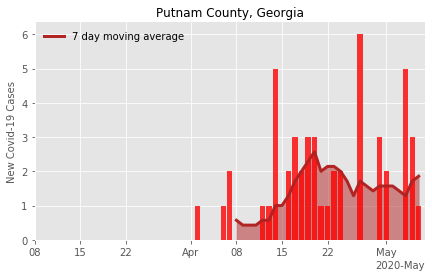 Putnam County, Georgia
7 day moving average
New Covid-19 Cases
6
5
4
3
2
1
0
08 15 22 Apr 08 15 22 May
2020-May